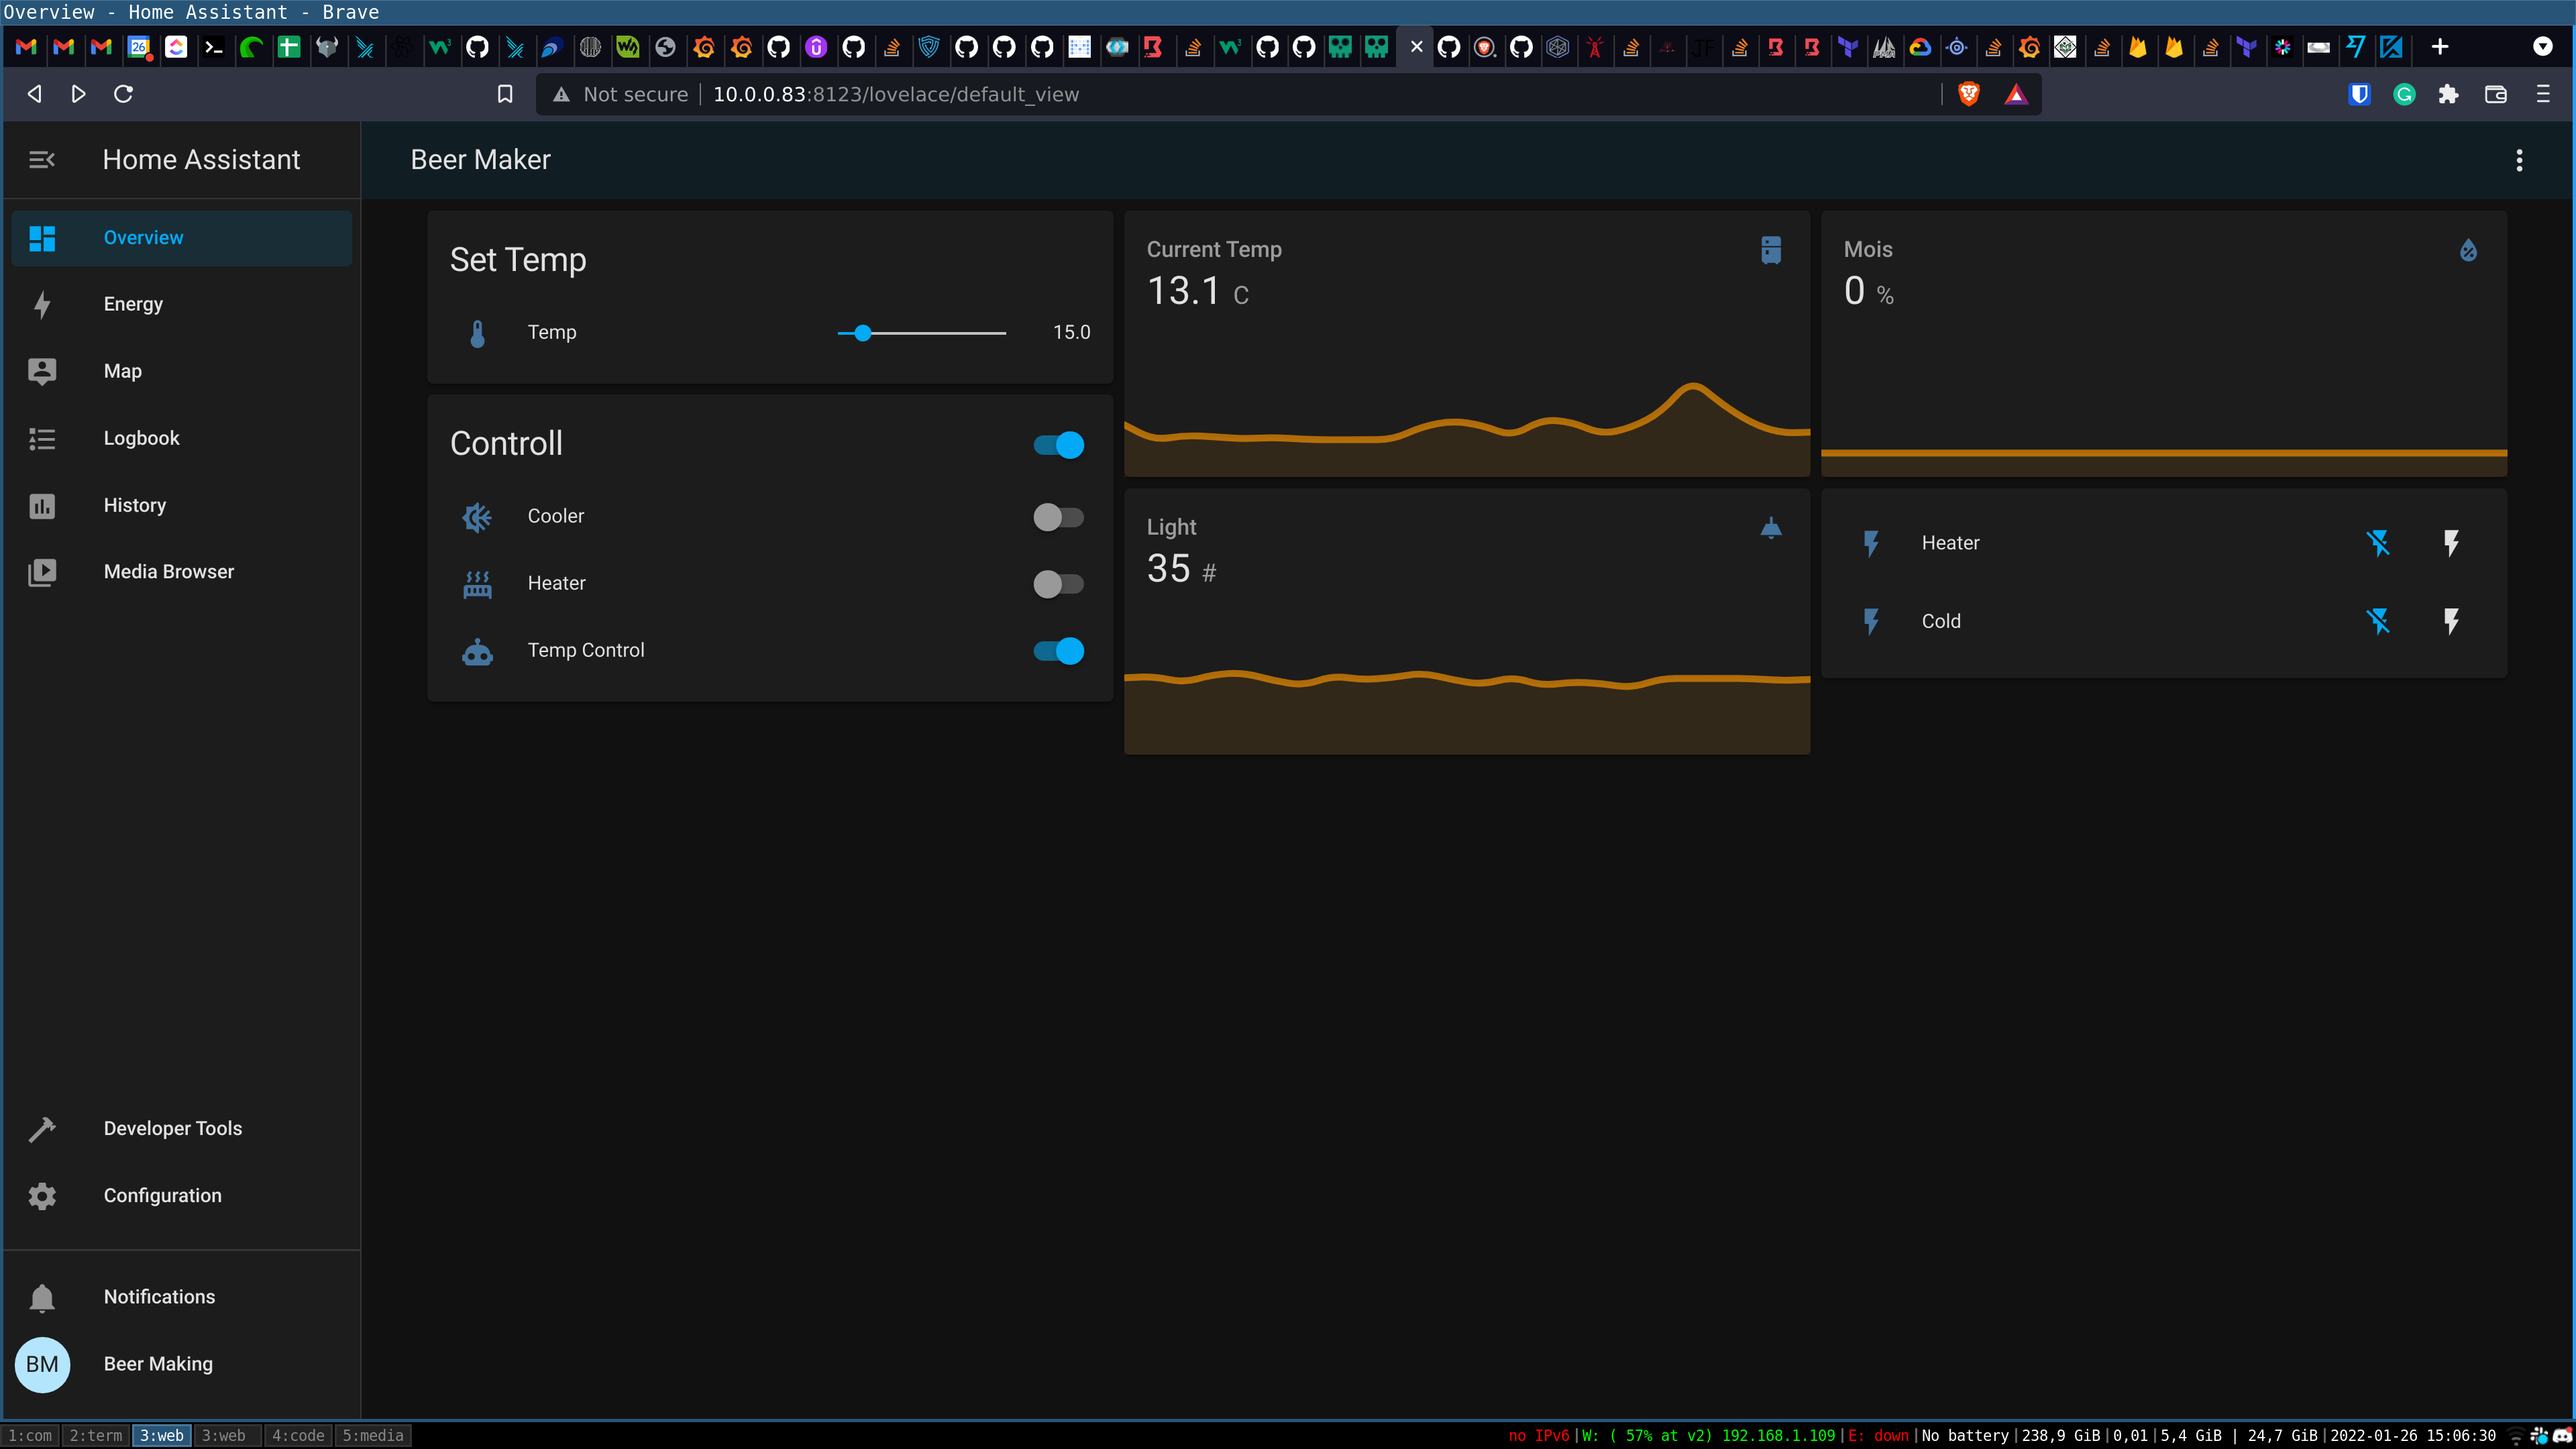 Overview - Home Assistant - Brave
26
Not secure
10.0.0.83:8123/lovelace/default_view
Home Assistant
Overview
Energy
Map
Logbook
History
Media Browser
Developer Tools
Configuration
Notifications
BM
Beer Making
Beer Maker
Set Temp
Temp
15.0
Controll
Cooler
Heater
Temp Control
Current Temp
13.1 C
Light
35 #
Mois
0 %
Heater
Cold
1:com
2:term
3:web
3:web
4:code
5:media
no IPv6|W: ( 57% at v2) 192.168.1.109|E: down|No battery|238,9 GiB|0,01|5,4 GiB | 24,7 GiB|2022-01-26 15:06:30